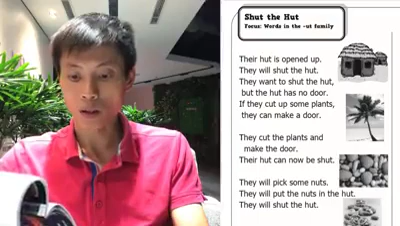 Shut the Hut
Focus: Words in the -ut family
Their hut is opened up.
They will shut the hut.
They want to shut the hut,
but the hut has no door.
If they cut up some plants,
they can make a door.
They cut the plants and
make the door.
Their hut can now be shut.
They will pick some nuts.
They will put the nuts in the hut.
They will shut the hut.